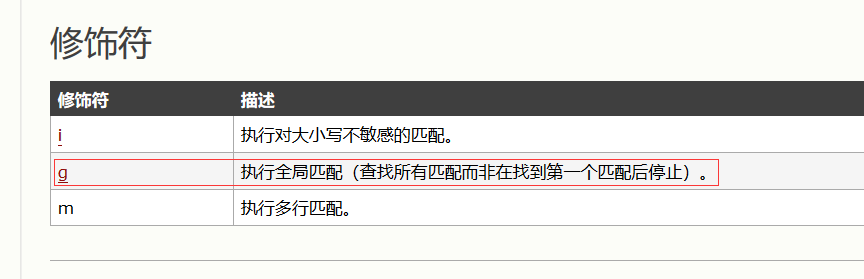 修饰符
修饰符 描述
i 执行对大小写不敏感的匹配。
g 执行全局匹配（查找所有匹配而非在找到第一个匹配后停止）。
m 执行多行匹配。